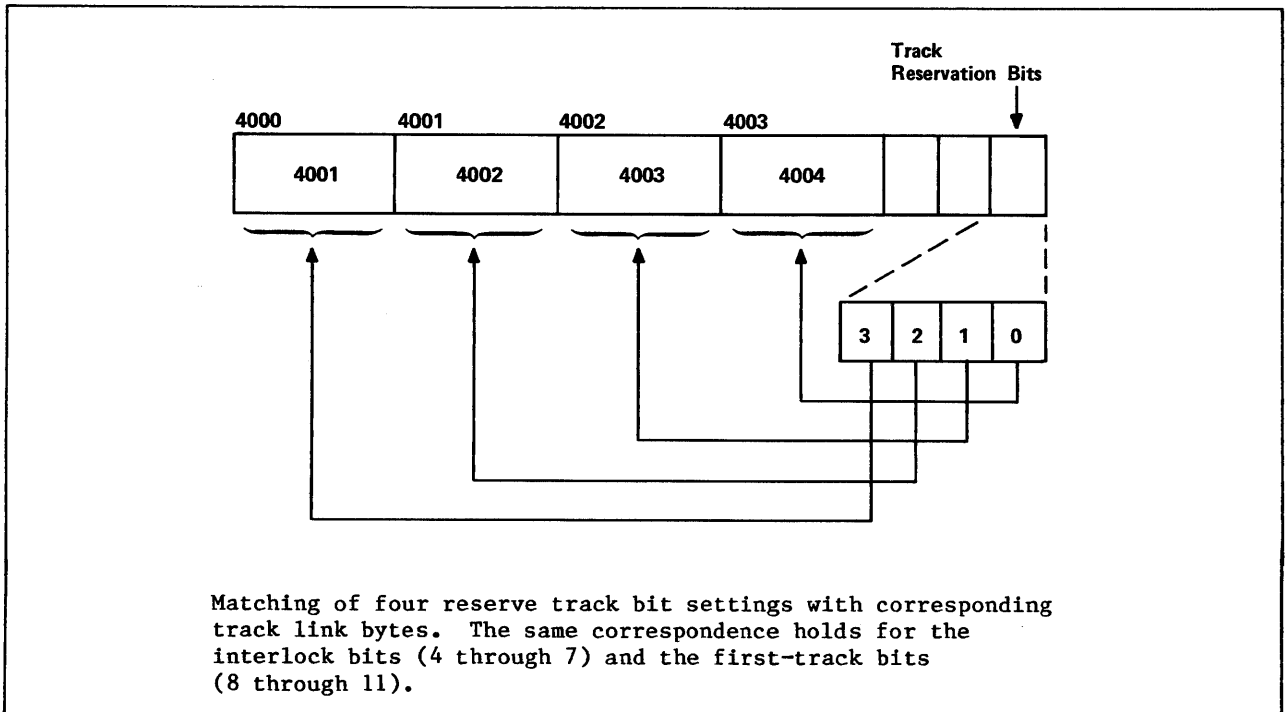 Track
Reservation Bits
4000 4001 4002 4003
4001 4002 4003 4004
3 2 1 0
Matching of four reserve track bit settings with corresponding
track link bytes. The same correspondence holds for the
interlock bits (4 through 7) and the first-track bits
(8 through 11).